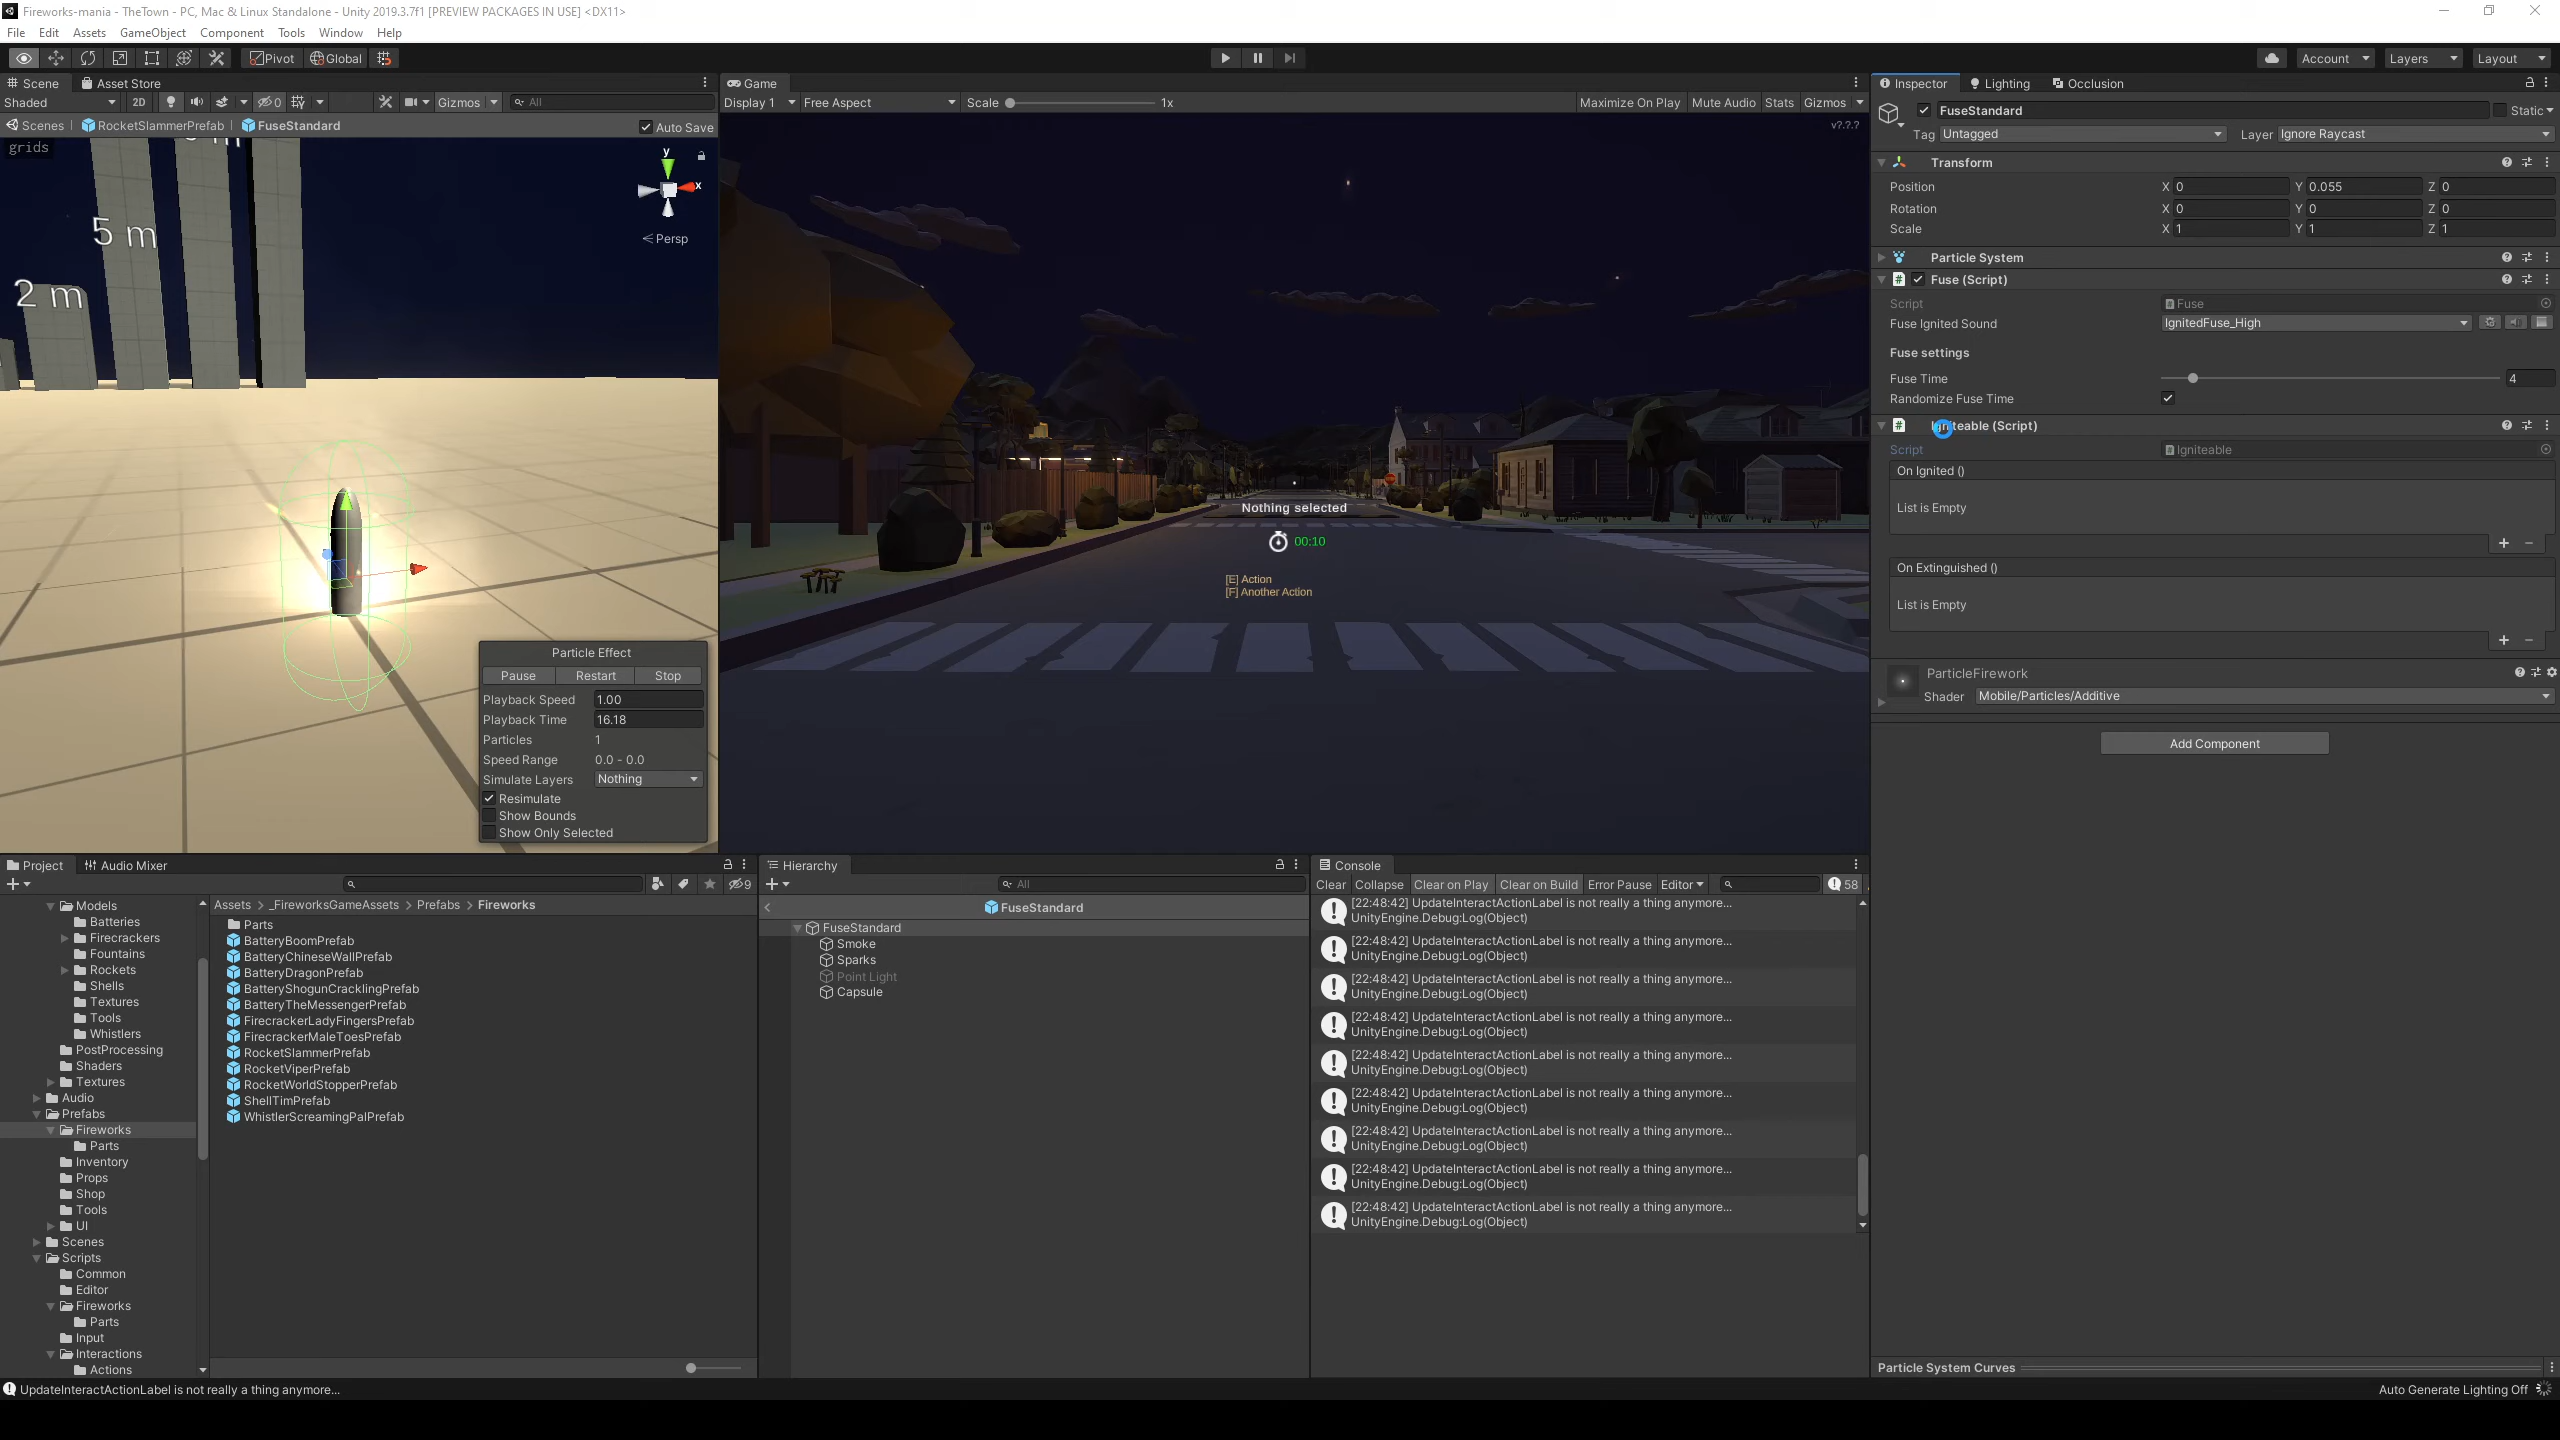 Fireworks-mania - TheTown - PC, Mac & Linux Standalone - Unity 2019.3.7f1 [PREVIEW PACKAGES IN USE] <DX11>
File Edit Assets GameObject Component Tools Window Help
Pivot Global Account Layers Layout
Scene Asset Store
Shaded 2D 0 Gizmos All
Scenes RocketSlammerPrefab FuseStandard Auto Save
grids
y
x
Persp
5 m
2 m
Particle Effect
Pause Restart Stop
Playback Speed 1.00
Playback Time 16.18
Particles 1
Speed Range 0.0 - 0.0
Simulate Layers Nothing
Resimulate
Show Bounds
Show Only Selected
Game
Display 1 Free Aspect Scale 1x Maximize On Play Mute Audio Stats Gizmos
v?.?.?
Nothing selected
00:10
[E] Action
[F] Another Action
Inspector Lighting Occlusion
FuseStandard Static
Tag Untagged Layer Ignore Raycast
Transform
Position X 0 Y 0.055 Z 0
Rotation X 0 Y 0 Z 0
Scale X 1 Y 1 Z 1
Particle System
Fuse (Script)
Script Fuse
Fuse Ignited Sound IgnitedFuse_High
Fuse settings
Fuse Time 4
Randomize Fuse Time
Igniteable (Script)
Script Igniteable
On Ignited ()
List is Empty
On Extinguished ()
List is Empty
ParticleFirework
Shader Mobile/Particles/Additive
Add Component
Particle System Curves
Project Audio Mixer
9
Models
Batteries
Firecrackers
Fountains
Rockets
Shells
Textures
Tools
Whistlers
PostProcessing
Shaders
Textures
Audio
Prefabs
Fireworks
Parts
Inventory
Props
Shop
Tools
UI
Scenes
Scripts
Common
Editor
Fireworks
Parts
Input
Interactions
Actions
Assets > _FireworksGameAssets > Prefabs > Fireworks
Parts
BatteryBoomPrefab
BatteryChineseWallPrefab
BatteryDragonPrefab
BatteryShogunCracklingPrefab
BatteryTheMessengerPrefab
FirecrackerLadyFingersPrefab
FirecrackerMaleToesPrefab
RocketSlammerPrefab
RocketViperPrefab
RocketWorldStopperPrefab
ShellTimPrefab
WhistlerScreamingPalPrefab
Hierarchy
All
FuseStandard
FuseStandard
Smoke
Sparks
Point Light
Capsule
Console
Clear Collapse Clear on Play Clear on Build Error Pause Editor 58
[22:48:42] UpdateInteractActionLabel is not really a thing anymore...
UnityEngine.Debug:Log(Object)
[22:48:42] UpdateInteractActionLabel is not really a thing anymore...
UnityEngine.Debug:Log(Object)
[22:48:42] UpdateInteractActionLabel is not really a thing anymore...
UnityEngine.Debug:Log(Object)
[22:48:42] UpdateInteractActionLabel is not really a thing anymore...
UnityEngine.Debug:Log(Object)
[22:48:42] UpdateInteractActionLabel is not really a thing anymore...
UnityEngine.Debug:Log(Object)
[22:48:42] UpdateInteractActionLabel is not really a thing anymore...
UnityEngine.Debug:Log(Object)
[22:48:42] UpdateInteractActionLabel is not really a thing anymore...
UnityEngine.Debug:Log(Object)
[22:48:42] UpdateInteractActionLabel is not really a thing anymore...
UnityEngine.Debug:Log(Object)
[22:48:42] UpdateInteractActionLabel is not really a thing anymore...
UnityEngine.Debug:Log(Object)
UpdateInteractActionLabel is not really a thing anymore...
Auto Generate Lighting Off